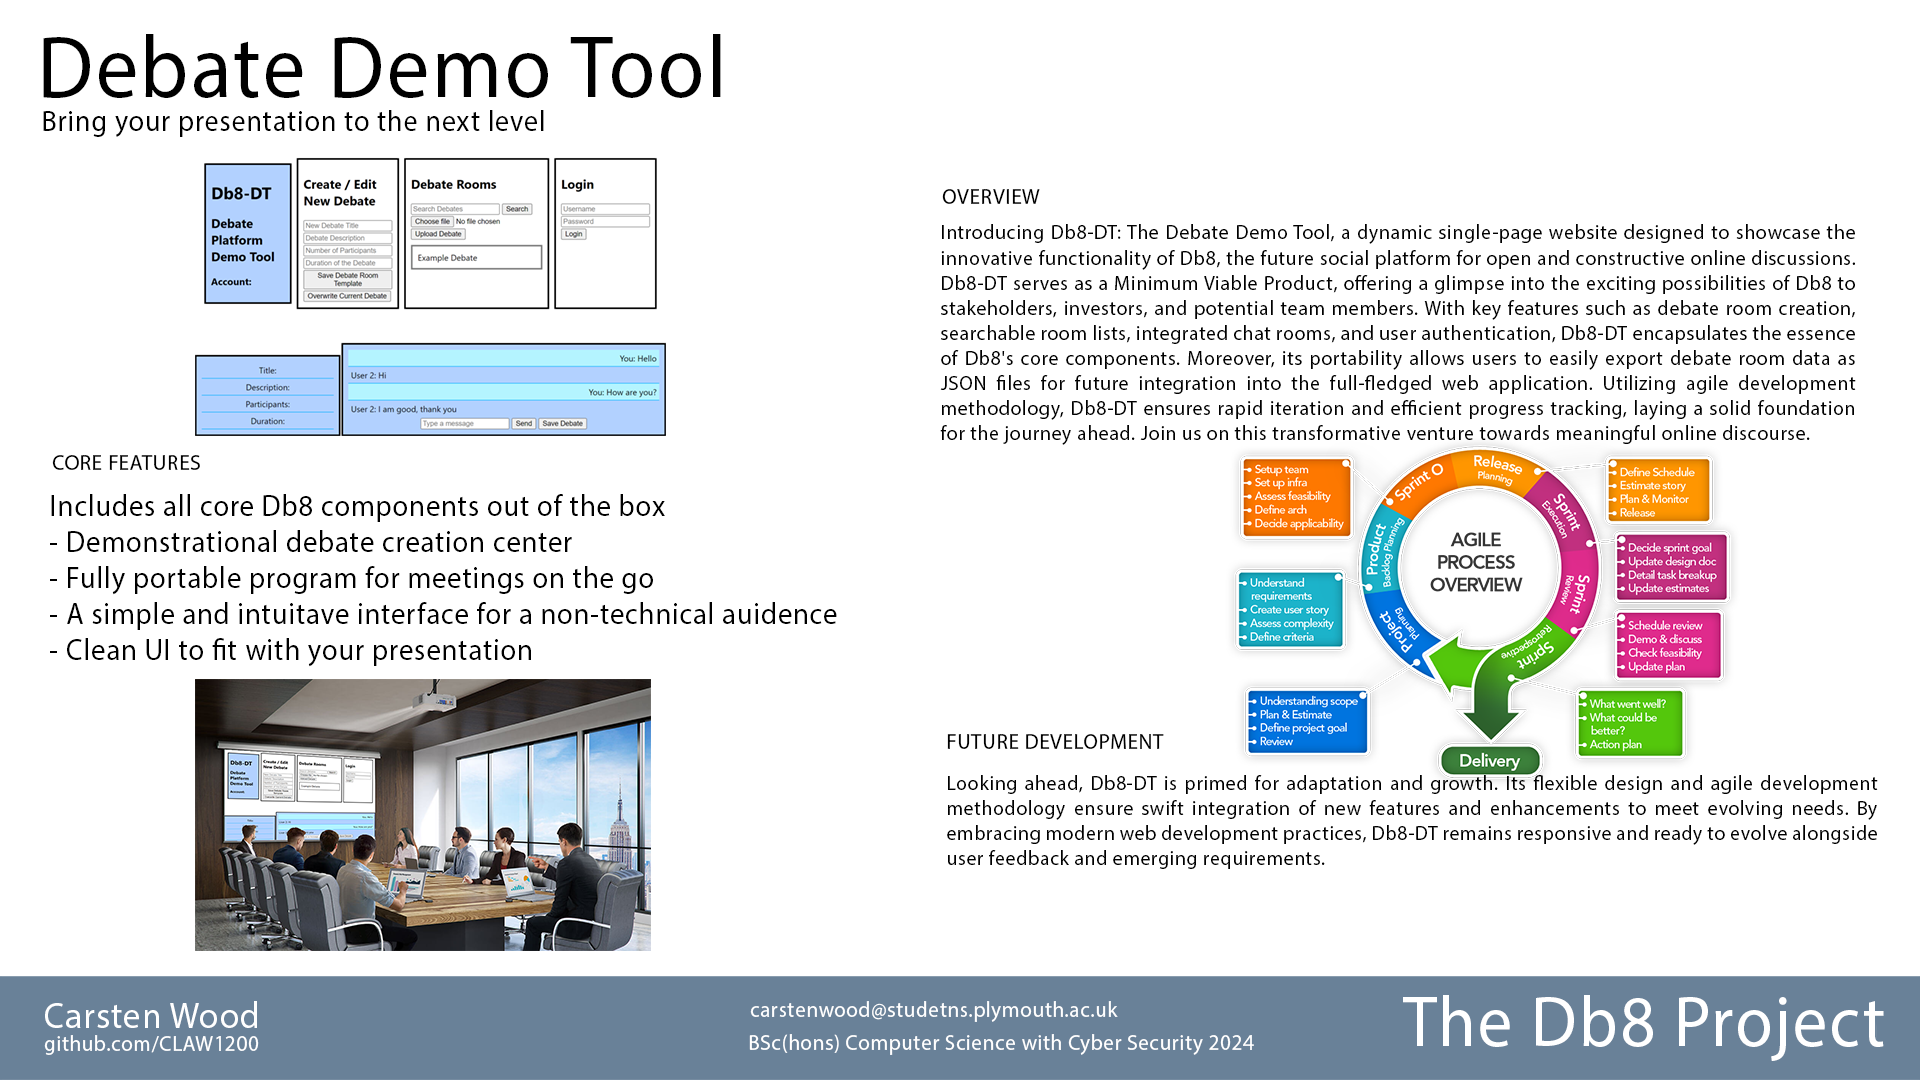 Debate Demo Tool
Bring your presentation to the next level
Db8-DT
Debate
Platform
Demo Tool
Account:
Create / Edit
New Debate
New Debate Title
Debate Description
Number of Participants
Duration of the Debate
Save Debate Room
Template
Overwrite Current Debate
Debate Rooms
Search Debates Search
Choose file No file chosen
Upload Debate
Example Debate
Login
Username
Password
Login
Title:
Description:
Participants:
Duration:
You: Hello
User 2: Hi
You: How are you?
User 2: I am good, thank you
Type a message Send Save Debate
CORE FEATURES
Includes all core Db8 components out of the box
- Demonstrational debate creation center
- Fully portable program for meetings on the go
- A simple and intuitave interface for a non-technical auidence
- Clean UI to fit with your presentation
Db8-DT
Debate
Platform
Demo Tool
Account:
Create / Edit
New Debate
Debate Rooms
Login
OVERVIEW
Introducing Db8-DT: The Debate Demo Tool, a dynamic single-page website designed to showcase the
innovative functionality of Db8, the future social platform for open and constructive online discussions.
Db8-DT serves as a Minimum Viable Product, offering a glimpse into the exciting possibilities of Db8 to
stakeholders, investors, and potential team members. With key features such as debate room creation,
searchable room lists, integrated chat rooms, and user authentication, Db8-DT encapsulates the essence
of Db8's core components. Moreover, its portability allows users to easily export debate room data as
JSON files for future integration into the full-fledged web application. Utilizing agile development
methodology, Db8-DT ensures rapid iteration and efficient progress tracking, laying a solid foundation
for the journey ahead. Join us on this transformative venture towards meaningful online discourse.
Setup team
Set up infra
Assess feasibility
Define arch
Decide applicability
Understand
requirements
Create user story
Assess complexity
Define criteria
Understanding scope
Plan & Estimate
Define project goal
Review
Project
Planning
Product
Backlog Planning
Sprint O
Release
Planning
Sprint
Execution
Sprint
Review
Sprint
Retrospective
AGILE
PROCESS
OVERVIEW
Delivery
Define Schedule
Estimate story
Plan & Monitor
Release
Decide sprint goal
Update design doc
Detail task breakup
Update estimates
Schedule review
Demo & discuss
Check feasibility
Update plan
What went well?
What could be
better?
Action plan
FUTURE DEVELOPMENT
Looking ahead, Db8-DT is primed for adaptation and growth. Its flexible design and agile development
methodology ensure swift integration of new features and enhancements to meet evolving needs. By
embracing modern web development practices, Db8-DT remains responsive and ready to evolve alongside
user feedback and emerging requirements.
Carsten Wood
github.com/CLAW1200
carstenwood@studetns.plymouth.ac.uk
BSc(hons) Computer Science with Cyber Security 2024
The Db8 Project